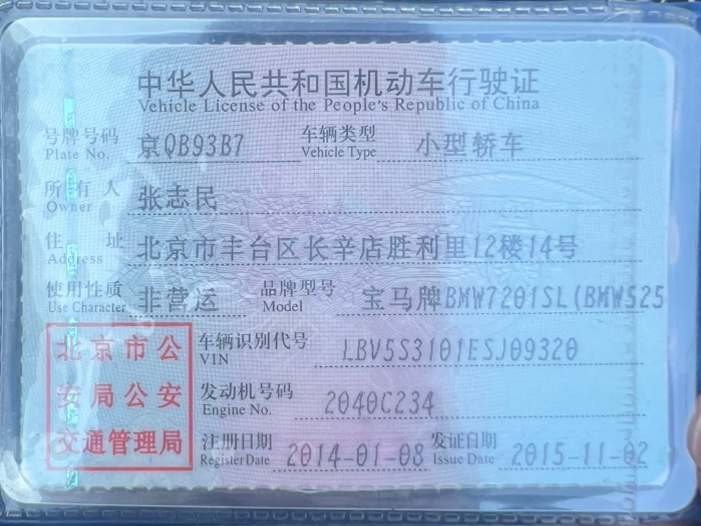 中华人民共和国机动车行驶证
Vehicle License of the People's Republic of China
号牌号码 京QB93B7 车辆类型 小型轿车
Plate No. Vehicle Type
所有人 张志民
Owner
住址 北京市丰台区长辛店胜利里12楼14号
Address
使用性质 非营运 品牌型号 宝马牌BMW7201SL(BMW525
Use Character Model
北京市公
安局公安
交通管理局
车辆识别代号 LBV5S3101ESJ09320
VIN
发动机号码 2040C234
Engine No.
注册日期 2014-01-08 发证日期 2015-11-02
Register Date Issue Date